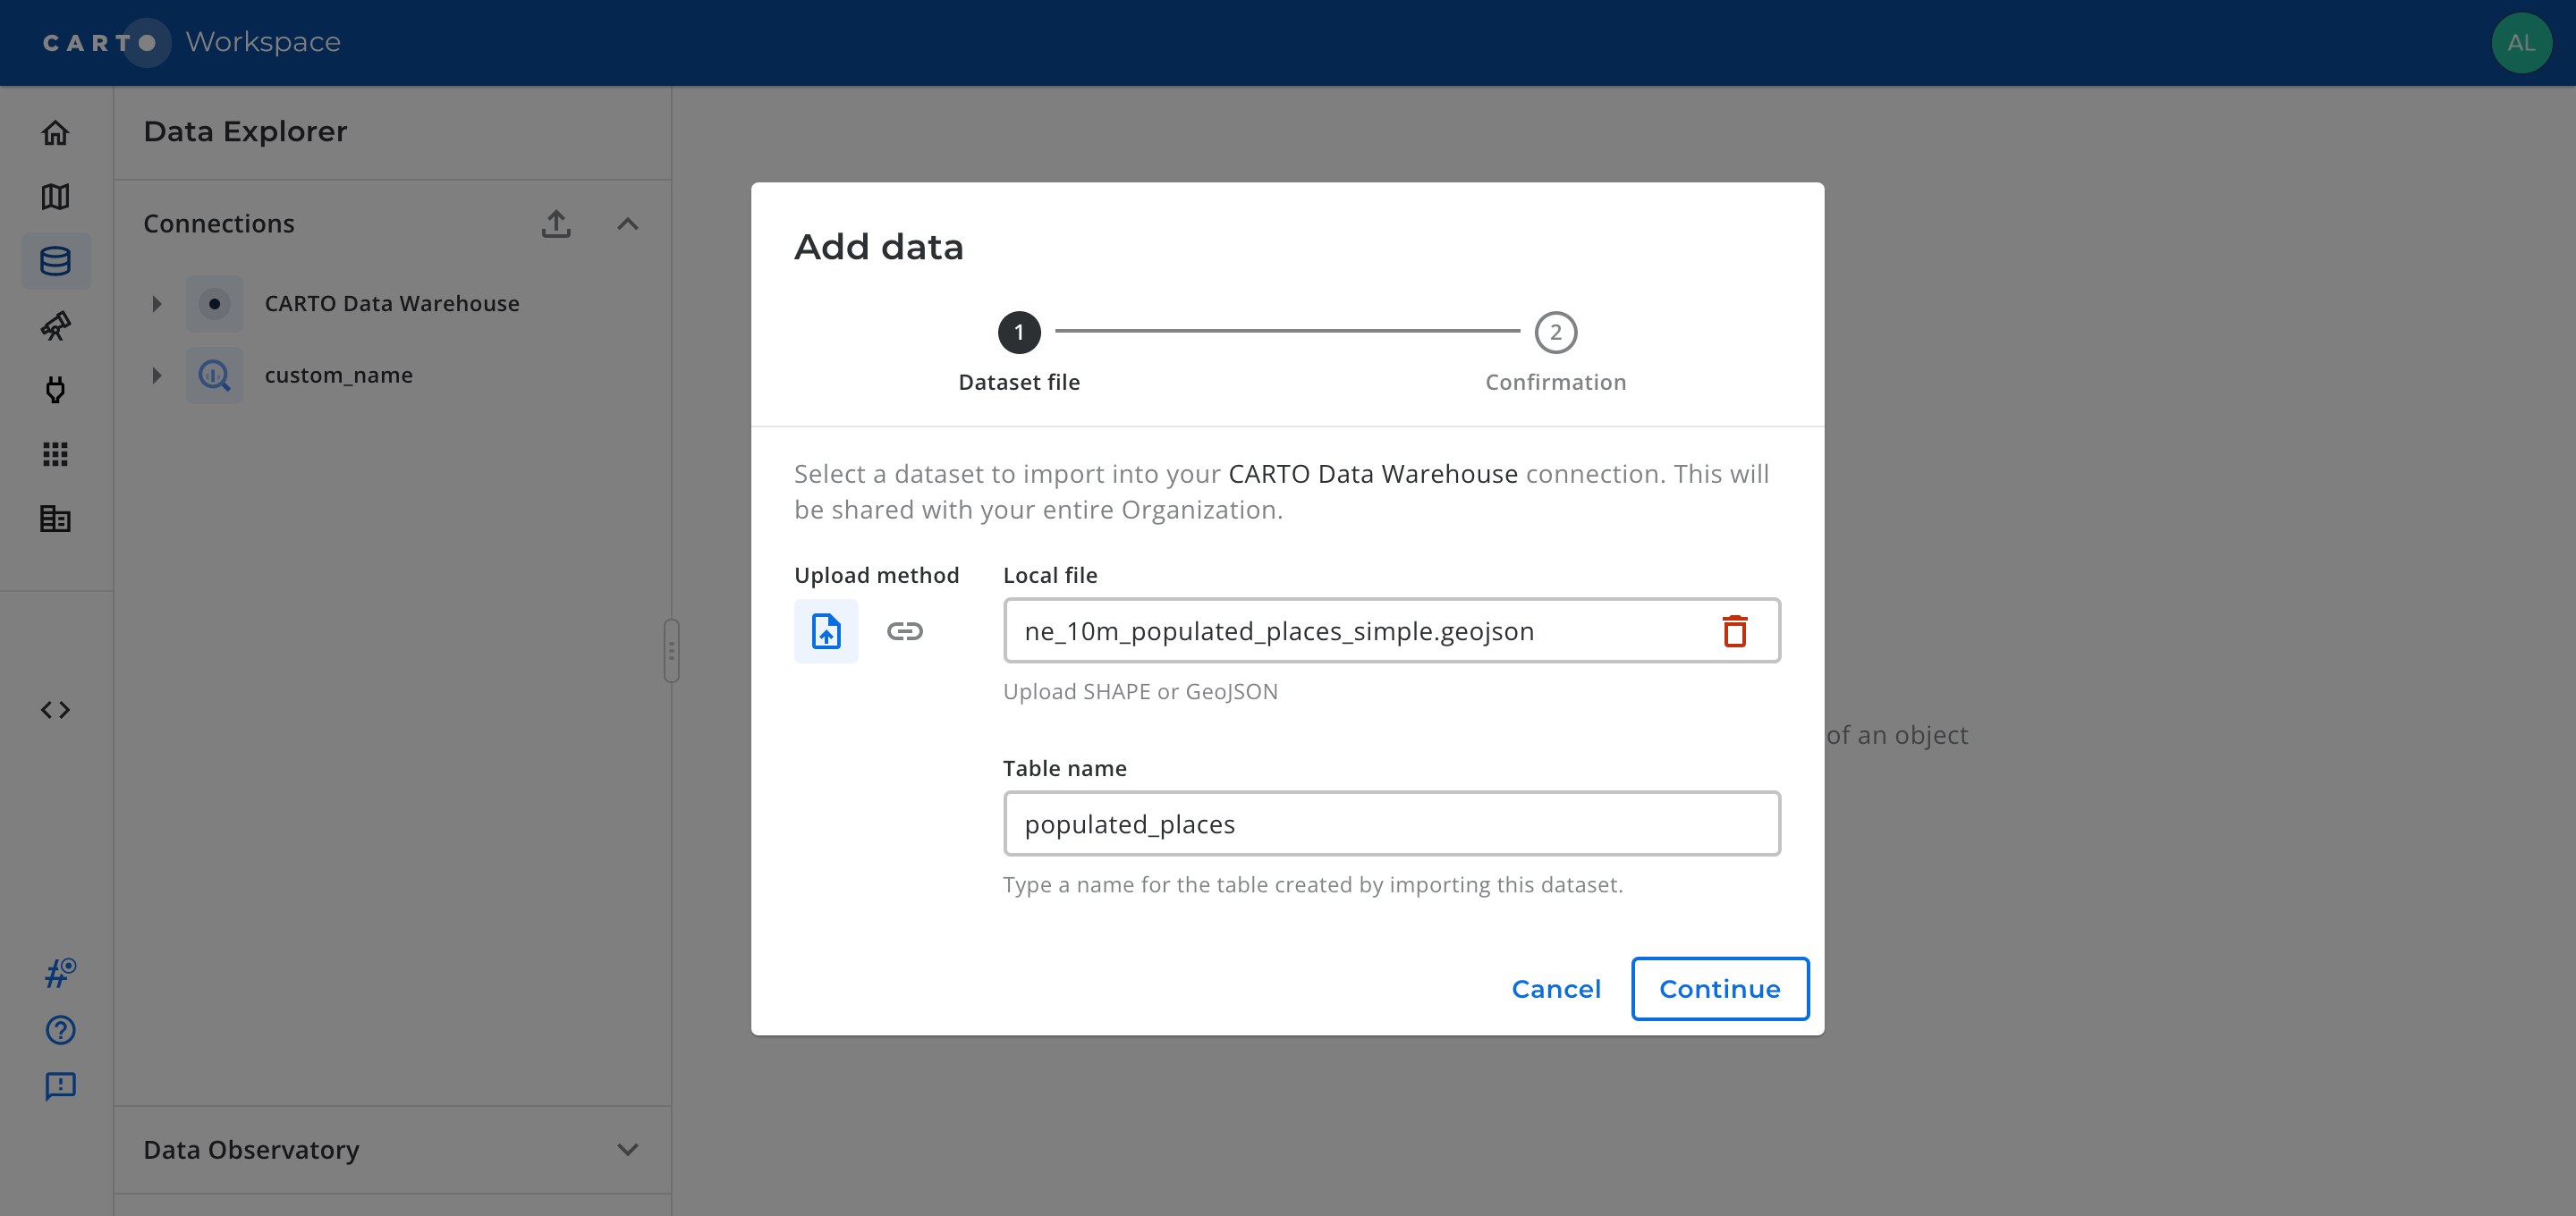 CARTO Workspace
AL
Data Explorer
Connections
CARTO Data Warehouse
custom_name
Data Observatory
Add data
1
2
Dataset file
Confirmation
Select a dataset to import into your CARTO Data Warehouse connection. This will
be shared with your entire Organization.
Upload method
Local file
ne_10m_populated_places_simple.geojson
Upload SHAPE or GeoJSON
Table name
populated_places
Type a name for the table created by importing this dataset.
Cancel
Continue
of an object